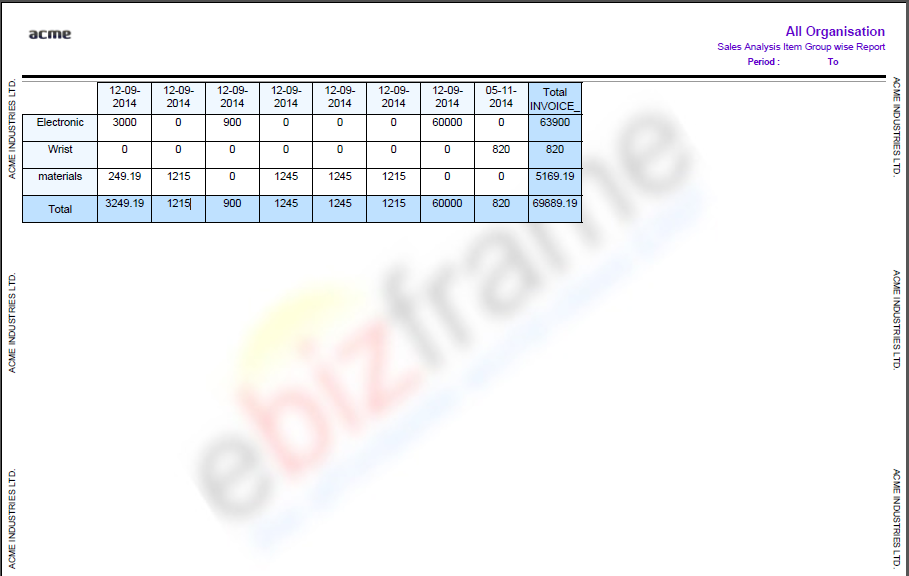 acme
All Organisation
Sales Analysis Item Group wise Report
Period : To
12-09-2014 12-09-2014 12-09-2014 12-09-2014 12-09-2014 12-09-2014 12-09-2014 05-11-2014 Total INVOICE_
Electronic 3000 0 900 0 0 0 60000 0 63900
Wrist 0 0 0 0 0 0 0 820 820
materials 249.19 1215 0 1245 1245 1215 0 0 5169.19
Total 3249.19 1215 900 1245 1245 1215 60000 820 69889.19
ACME INDUSTRIES LTD.
ACME INDUSTRIES LTD.
ACME INDUSTRIES LTD.
ACME INDUSTRIES LTD.
ACME INDUSTRIES LTD.
ACME INDUSTRIES LTD.
ebizframe